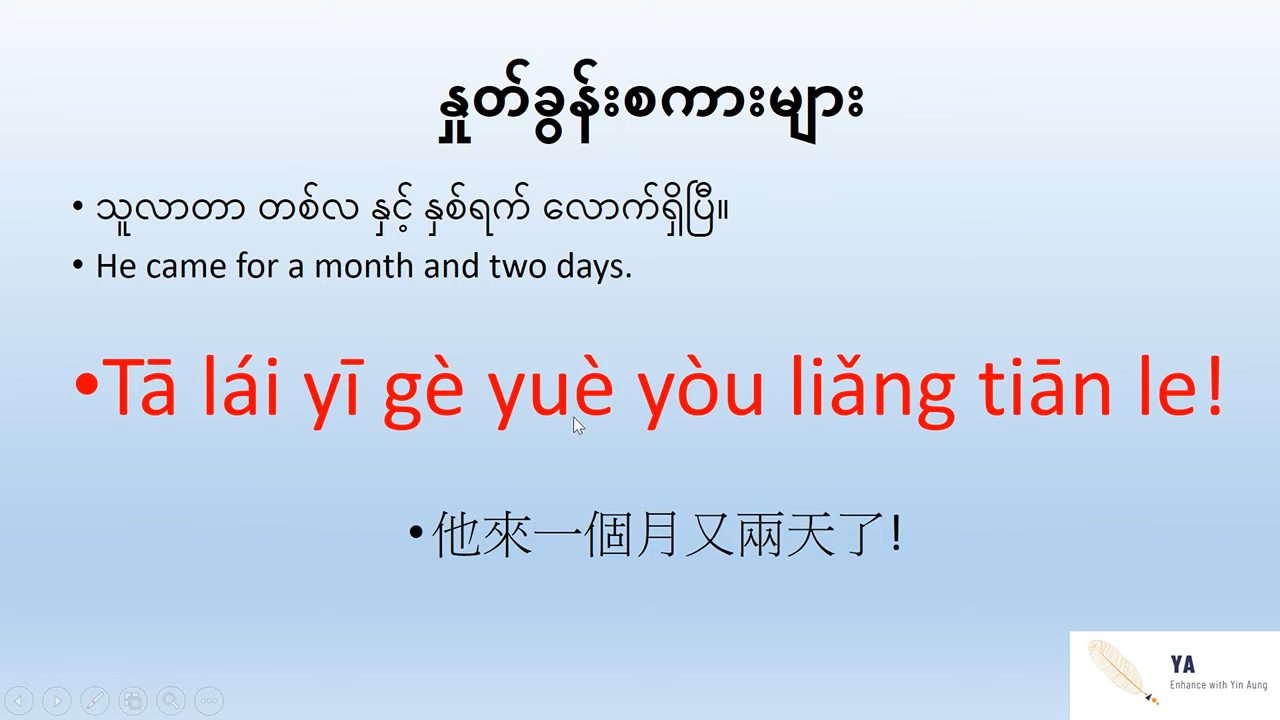 နှုတ်ခွန်းစကားများ
• သူလာတာ တစ်လ နှင့် နှစ်ရက် လောက်ရှိပြီ။
• He came for a month and two days.
•Tā lái yī gè yuè yòu liǎng tiān le!
•他來一個月又兩天了!
YA
Enhance with Yin Aung